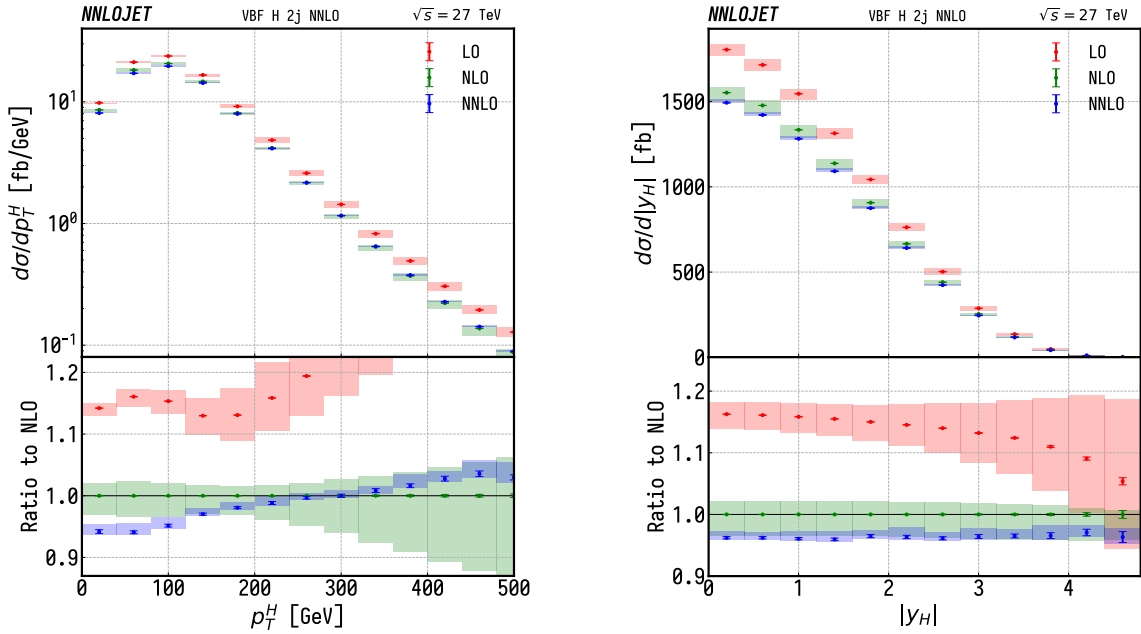 NNLOJET VBF H 2j NNLO √s = 27 TeV
LO
NLO
NNLO
dσ/dp_T^H [fb/GeV]
10^1
10^0
10^-1
Ratio to NLO
1.2
1.1
1.0
0.9
0 100 200 300 400 500
p_T^H [GeV]
NNLOJET VBF H 2j NNLO √s = 27 TeV
LO
NLO
NNLO
dσ/d|y_H| [fb]
1500
1000
500
0
Ratio to NLO
1.2
1.1
1.0
0.9
0 1 2 3 4
|y_H|